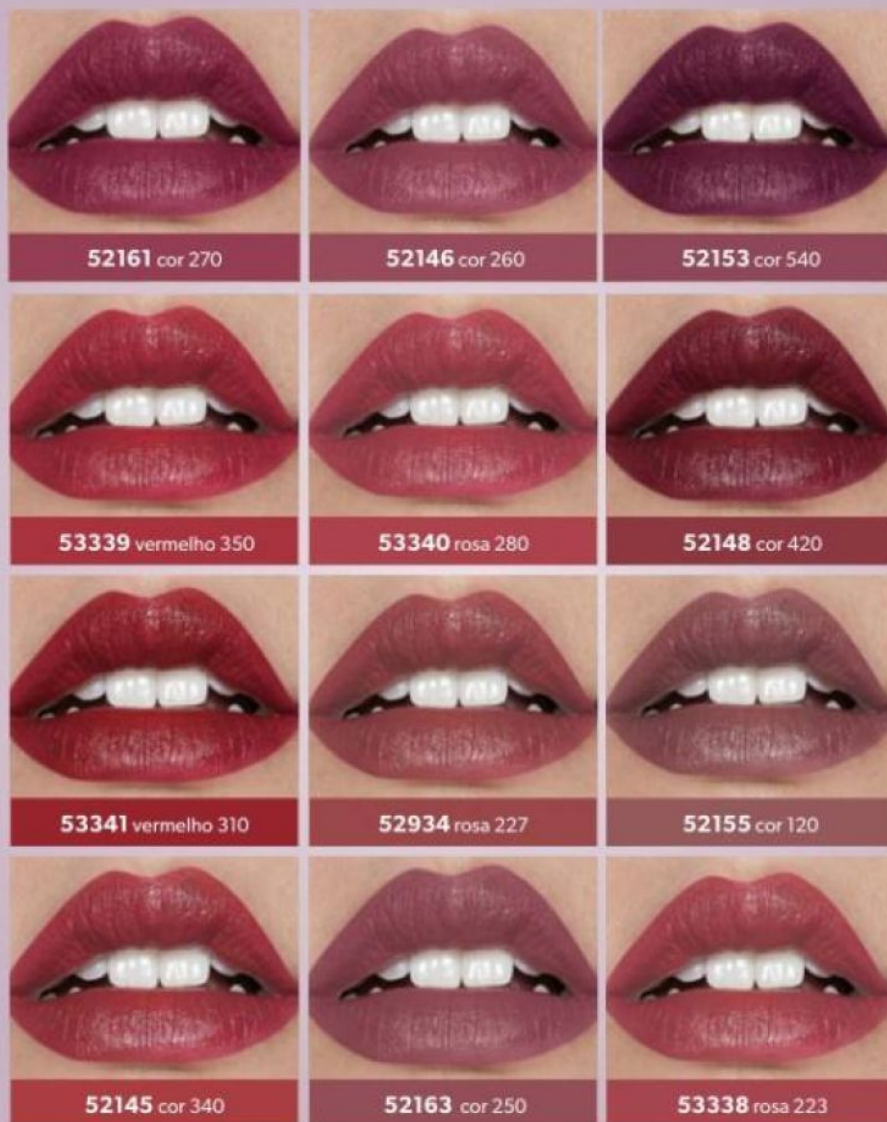 52161 cor 270
52146 cor 260
52153 cor 540
53339 vermelho 350
53340 rosa 280
52148 cor 420
53341 vermelho 310
52934 rosa 227
52155 cor 120
52145 cor 340
52163 cor 250
53338 rosa 223